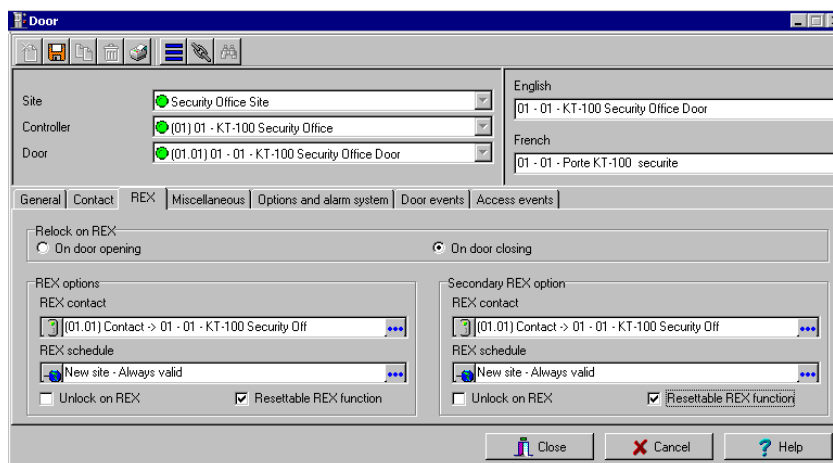 Door
English
Site
Security Office Site
01 - 01 - KT-100 Security Office Door
Controller
(01) 01 - KT-100 Security Office
French
Door
(01.01) 01 - 01 - KT-100 Security Office Door
01 - 01 - Porte KT-100 securite
General Contact REX Miscellaneous Options and alarm system Door events Access events
Relock on REX
On door opening On door closing
REX options Secondary REX option
REX contact REX contact
(01.01) Contact -> 01 - 01 - KT-100 Security Off (01.01) Contact -> 01 - 01 - KT-100 Security Off
REX schedule REX schedule
New site - Always valid New site - Always valid
Unlock on REX Resettable REX function Unlock on REX Resettable REX function
Close Cancel Help